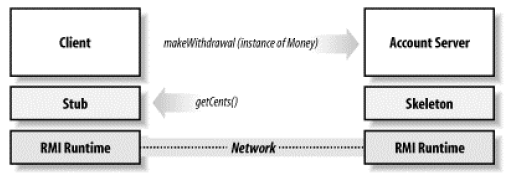 Client
makeWithdrawal (instance of Money)
Account Server
Stub
getCents()
Skeleton
RMI Runtime
Network
RMI Runtime